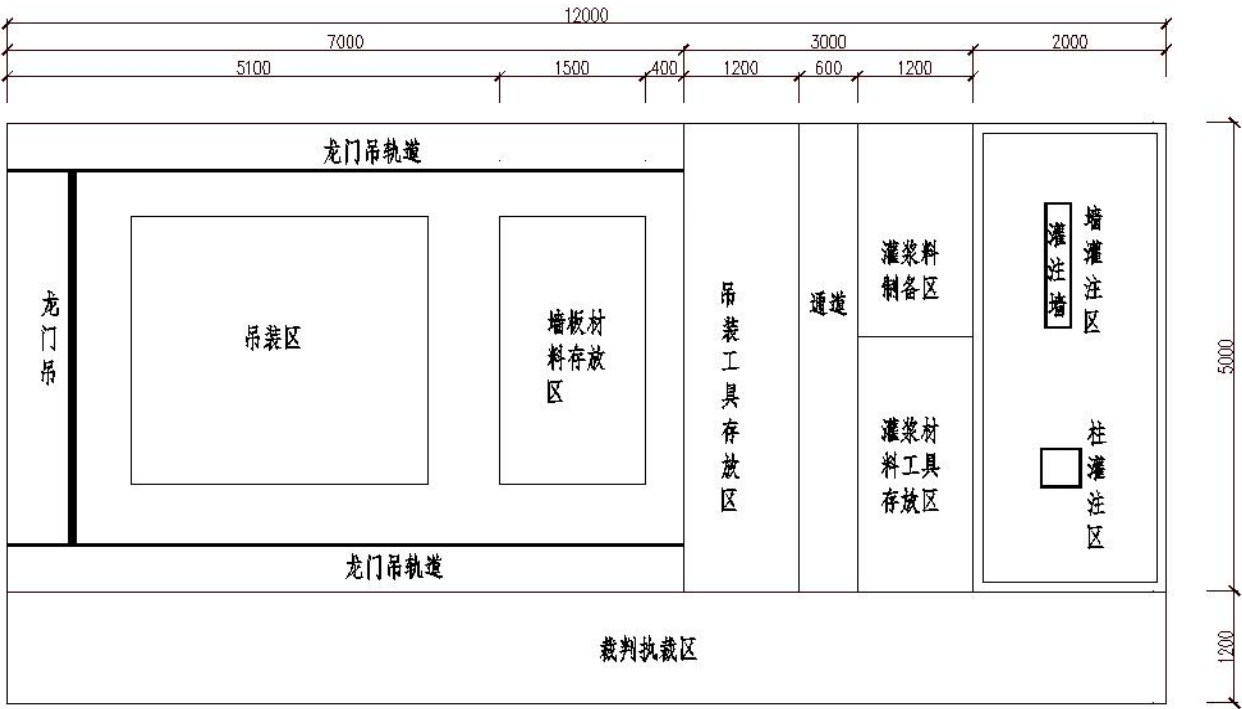 12000
7000
3000
2000
5100
1500
400
1200
600
1200
龙门吊轨道
龙门吊
吊装区
墙板材
料存放
区
吊装工具存放区
通道
灌浆料
制备区
灌浆材
料工具
存放区
灌注墙
墙灌注区
柱灌注区
龙门吊轨道
裁判执裁区
5000
1200